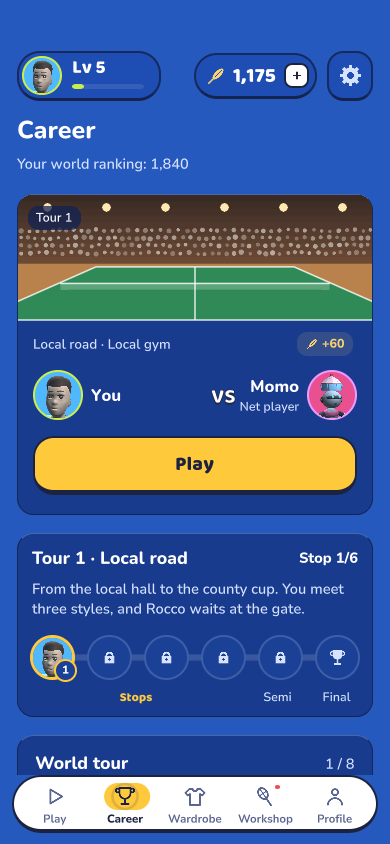 Lv 5
1,175
+
Career
Your world ranking: 1,840
Tour 1
Local road · Local gym
+60
You
VS
Momo
Net player
Play
Tour 1 · Local road
Stop 1/6
From the local hall to the county cup. You meet
three styles, and Rocco waits at the gate.
1
Stops
Semi
Final
World tour
1 / 8
Play
Career
Wardrobe
Workshop
Profile